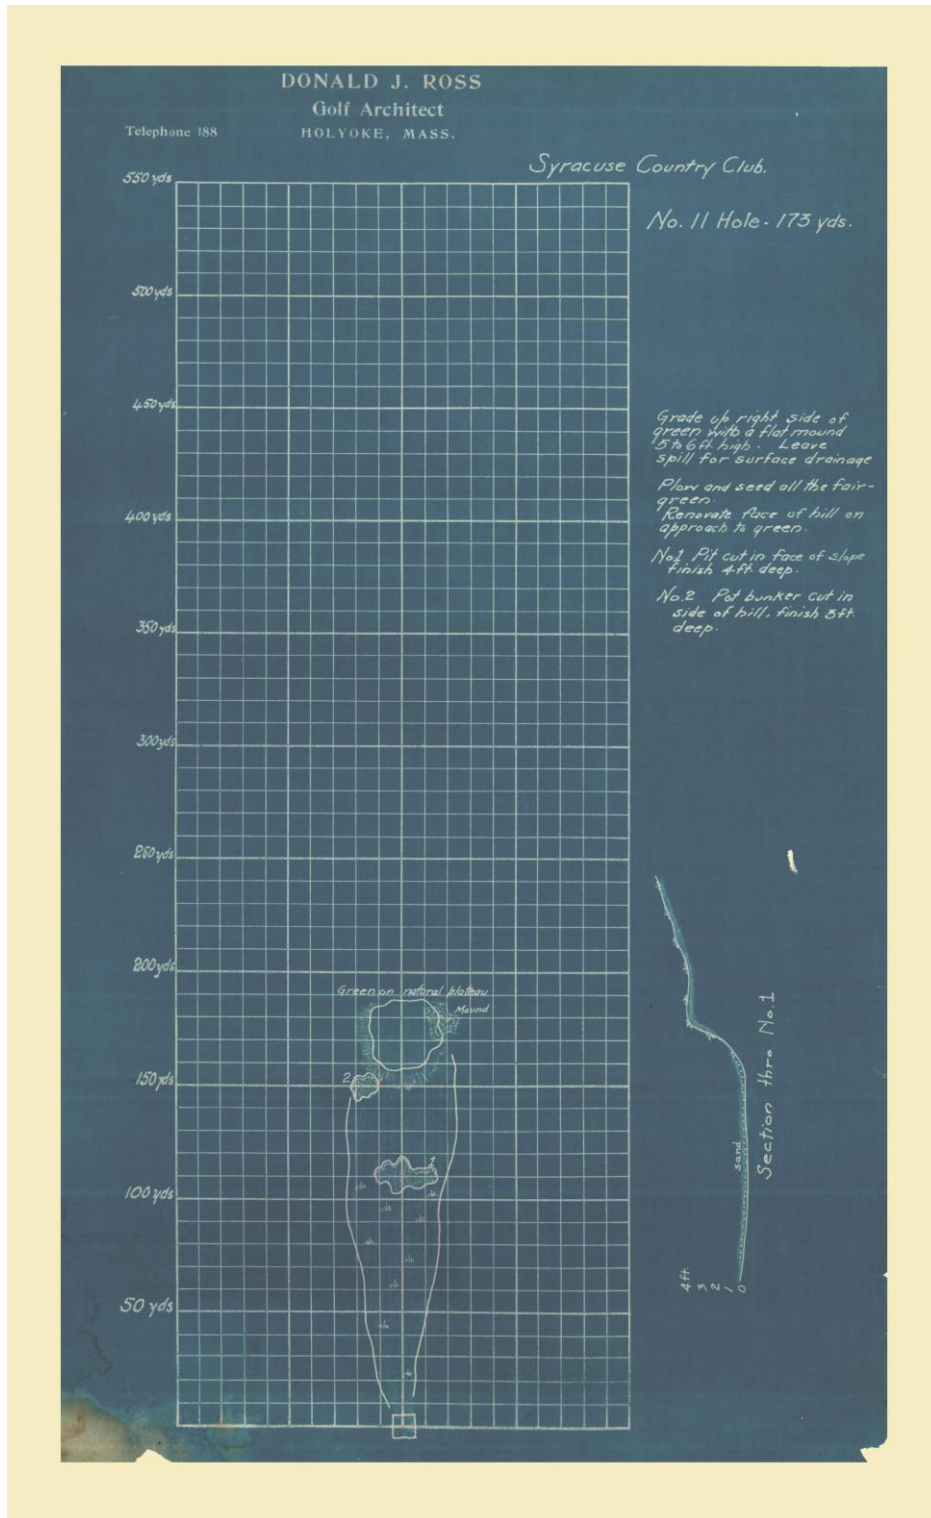 DONALD J. ROSS
Golf Architect
Telephone 188
HOLYOKE, MASS.
Syracuse Country Club.
No. 11 Hole - 173 yds.
550 yds
500 yds
450 yds
400 yds
350 yds
300 yds
250 yds
200 yds
150 yds
100 yds
50 yds
Grade up right side of
green with a flat mound
5 to 6 ft. high. Leave
spill for surface drainage
Plow and seed all the fair-
green.
Renovate face of hill on
approach to green.
No.1 Pit cut in face of slope
finish 4 ft. deep.
No.2 Pot bunker cut in
side of hill, finish 3 ft
deep.
Green on natural plateau
Mound
2
1
sand
Section thro No.1
4 ft.
3
2
1
0